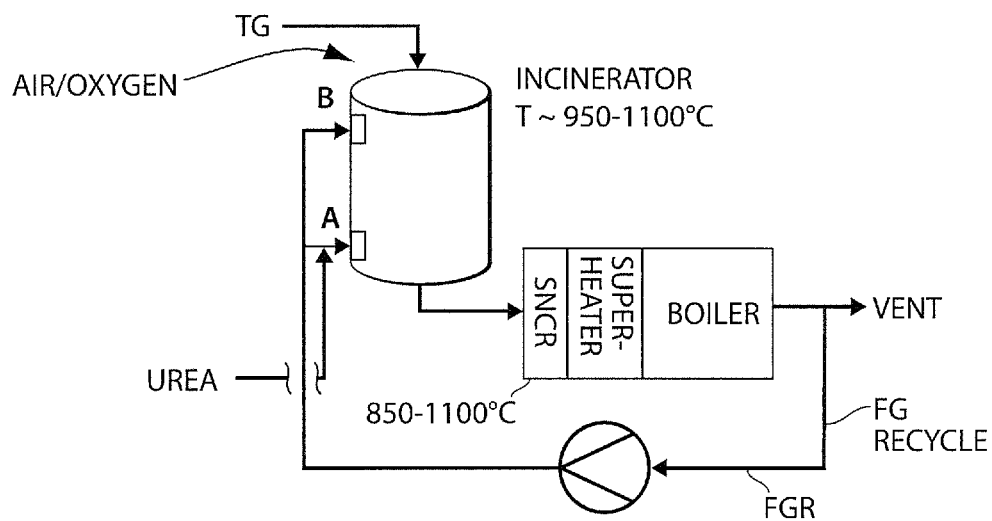 TG
AIR/OXYGEN
INCINERATOR
T ~ 950-1100°C
B
A
SNCR
SUPER-
HEATER
BOILER
VENT
UREA
850-1100°C
FG
RECYCLE
FGR